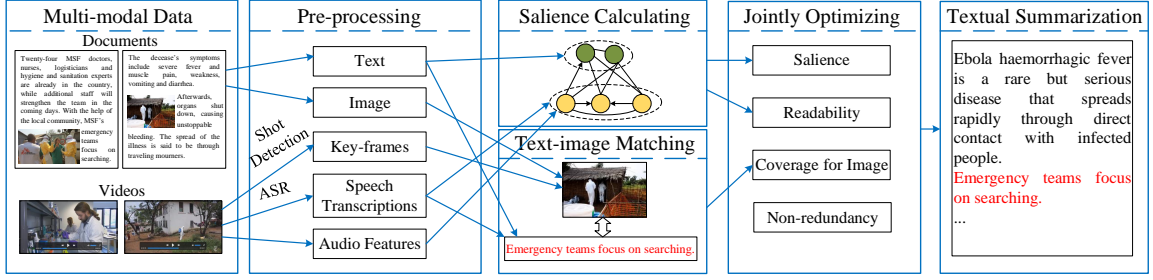 Multi-modal Data
Documents
Twenty-four MSF doctors,
nurses, logisticians and
hygiene and sanitation experts
are already in the country,
while additional staff will
strengthen the team in the
coming days. With the help of
the local community, MSF's
emergency
teams
focus on
searching.
The decease's symptoms
include severe fever and
muscle pain, weakness,
vomiting and diarrhea.
Afterwards,
organs shut
down, causing
unstoppable
bleeding. The spread of the
illness is said to be through
traveling mourners.
Videos
Pre-processing
Shot
Detection
ASR
Text
Image
Key-frames
Speech
Transcriptions
Audio Features
Salience Calculating
Text-image Matching
Emergency teams focus on searching.
Jointly Optimizing
Salience
Readability
Coverage for Image
Non-redundancy
Textual Summarization
Ebola haemorrhagic fever
is a rare but serious
disease that spreads
rapidly through direct
contact with infected
people.
Emergency teams focus
on searching.
...